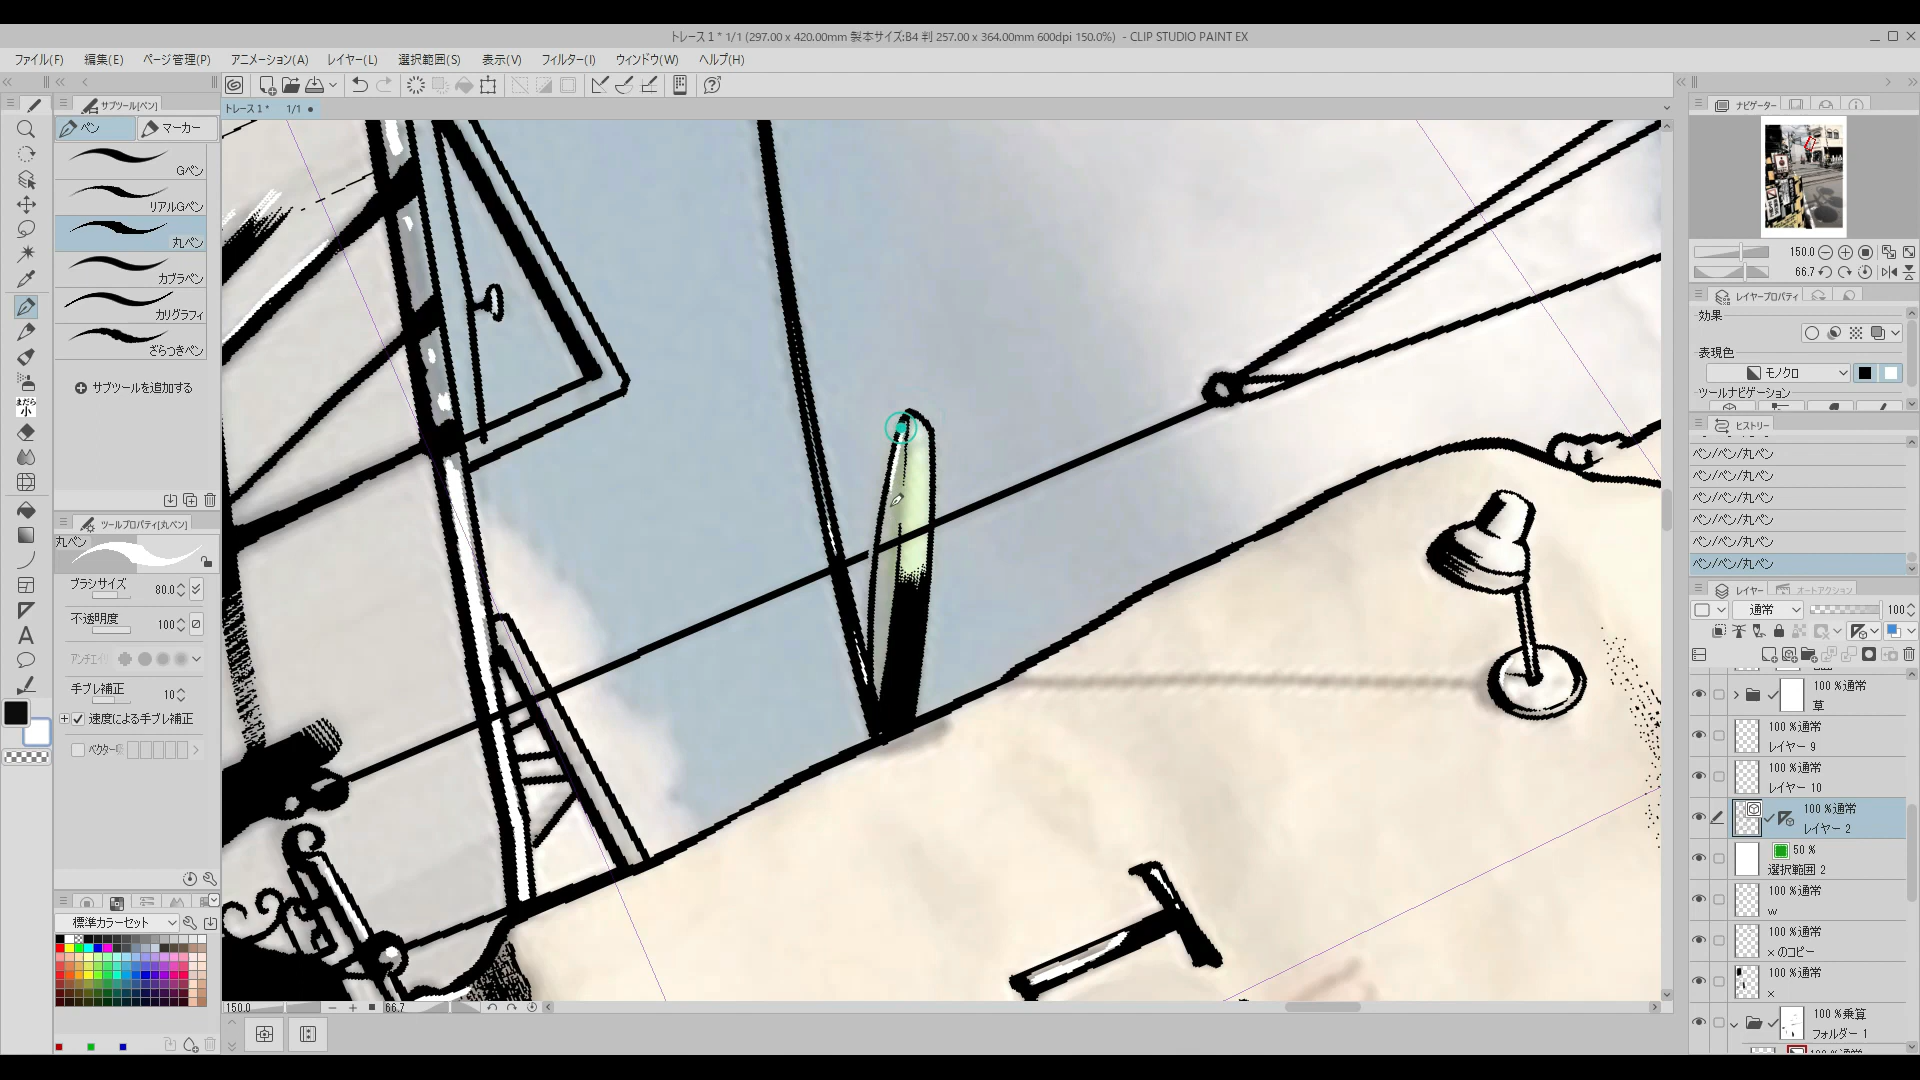 トレース1* 1/1 (297.00 x 420.00mm 製本サイズ:B4 判 257.00 x 364.00mm 600dpi 150.0%) - CLIP STUDIO PAINT EX
ファイル(F) 編集(E) ページ管理(P) アニメーション(A) レイヤー(L) 選択範囲(S) 表示(V) フィルター(I) ウィンドウ(W) ヘルプ(H)
サブツール[ペン]
ペン マーカー
Gペン
リアルGペン
丸ペン
カブラペン
カリグラフィ
ざらつきペン
サブツールを追加する
ツールプロパティ[丸ペン]
丸ペン
ブラシサイズ 80.0
不透明度 100
アンチエイ
手ブレ補正 10
速度による手ブレ補正
標準カラーセット
まだら
小
トレース1* 1/1
150.0 66.7
ナビゲーター
150.0
66.7
レイヤープロパティ
効果
表現色
モノクロ
ツールナビゲーション
ヒストリー
ペン/ペン/丸ペン
ペン/ペン/丸ペン
ペン/ペン/丸ペン
ペン/ペン/丸ペン
ペン/ペン/丸ペン
ペン/ペン/丸ペン
レイヤー オートアクション
通常 100
100 %通常
草
100 %通常
レイヤー 9
100 %通常
レイヤー 10
100 %通常
レイヤー 2
50 %
選択範囲 2
100 %通常
w
100 %通常
x のコピー
100 %通常
x
100 %乗算
フォルダー 1